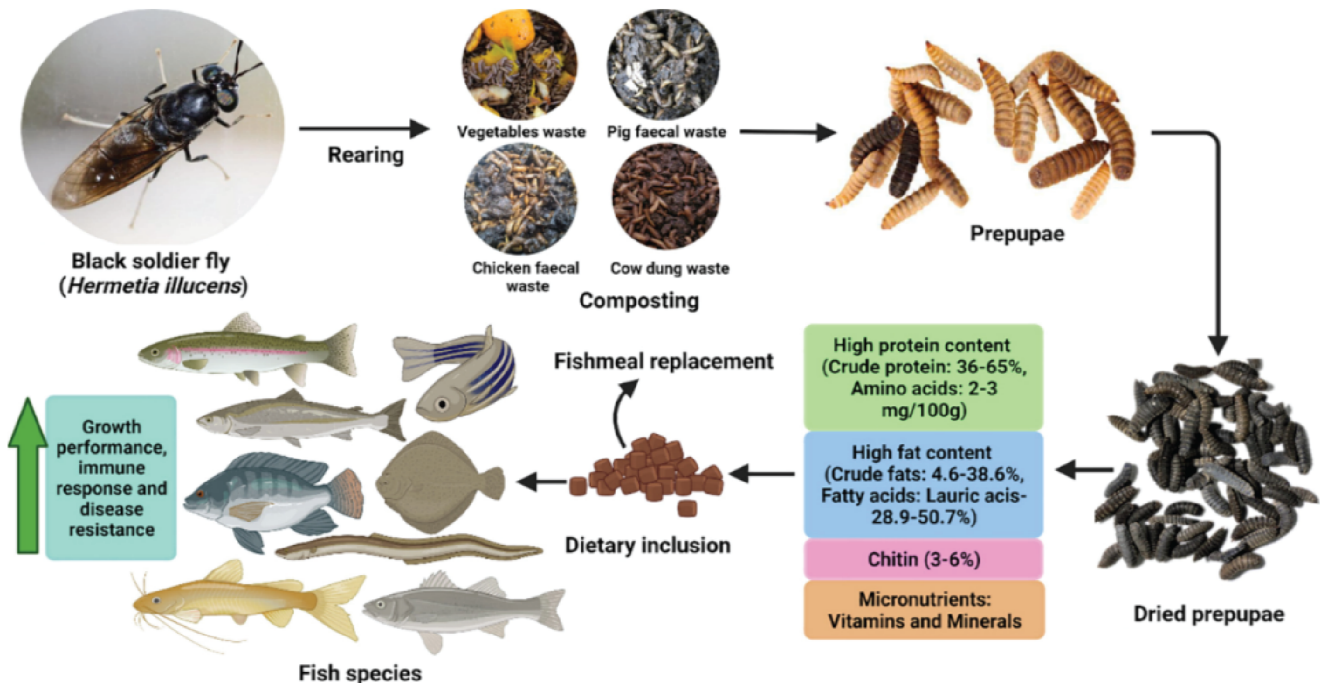 Rearing
Vegetables waste
Pig faecal waste
Chicken faecal
waste
Cow dung waste
Composting
Prepupae
Black soldier fly
(Hermetia illucens)
Fishmeal replacement
High protein content
(Crude protein: 36-65%,
Amino acids: 2-3
mg/100g)
High fat content
(Crude fats: 4.6-38.6%,
Fatty acids: Lauric acis-
28.9-50.7%)
Chitin (3-6%)
Micronutrients:
Vitamins and Minerals
Dried prepupae
Dietary inclusion
Growth
performance,
immune
response and
disease
resistance
Fish species